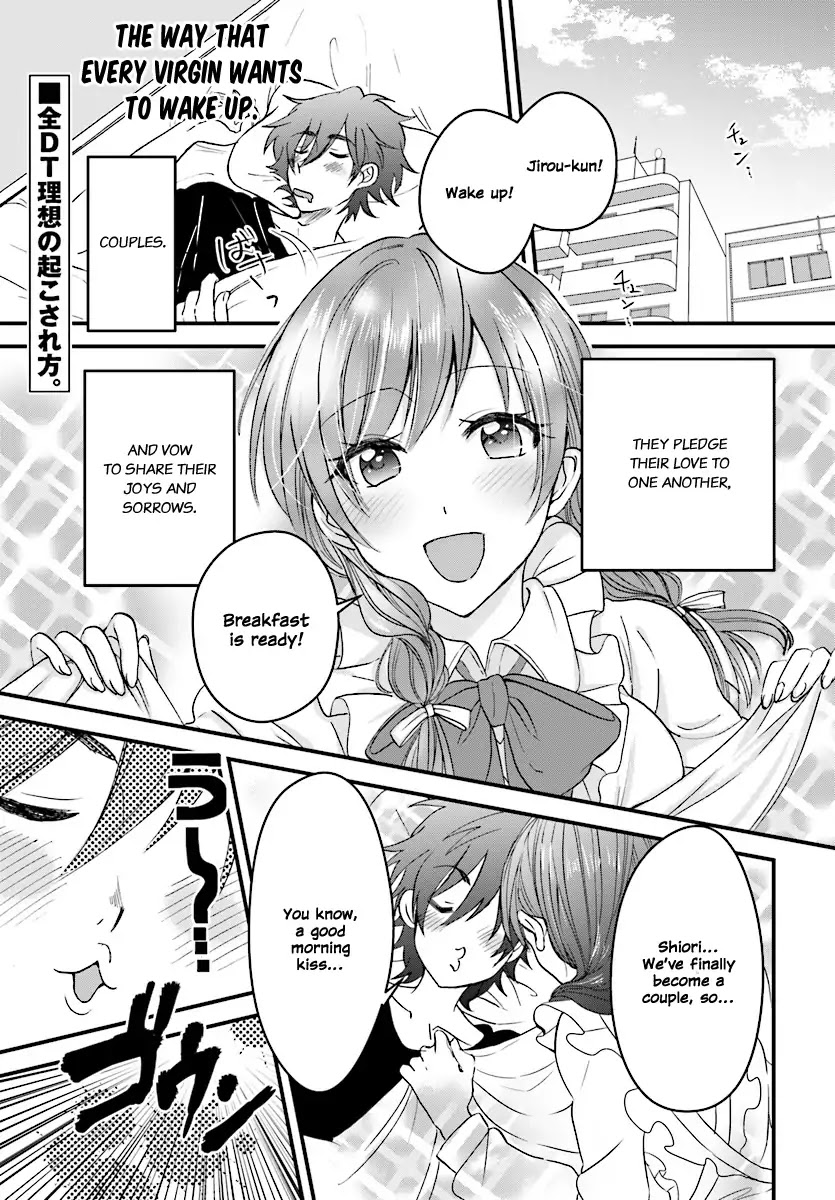 THE WAY THAT
EVERY VIRGIN WANTS
TO WAKE UP.
■全DT理想の起こされ方。
チュン…
チュン
Jirou-kun!
Wake up!
COUPLES.
ばさっ
THEY PLEDGE
THEIR LOVE TO
ONE ANOTHER,
AND VOW
TO SHARE THEIR
JOYS AND
SORROWS.
Breakfast
is ready!
Shiori...
We've finally
become a
couple, so...
You know,
a good
morning
kiss...
う〜…
ゴウン